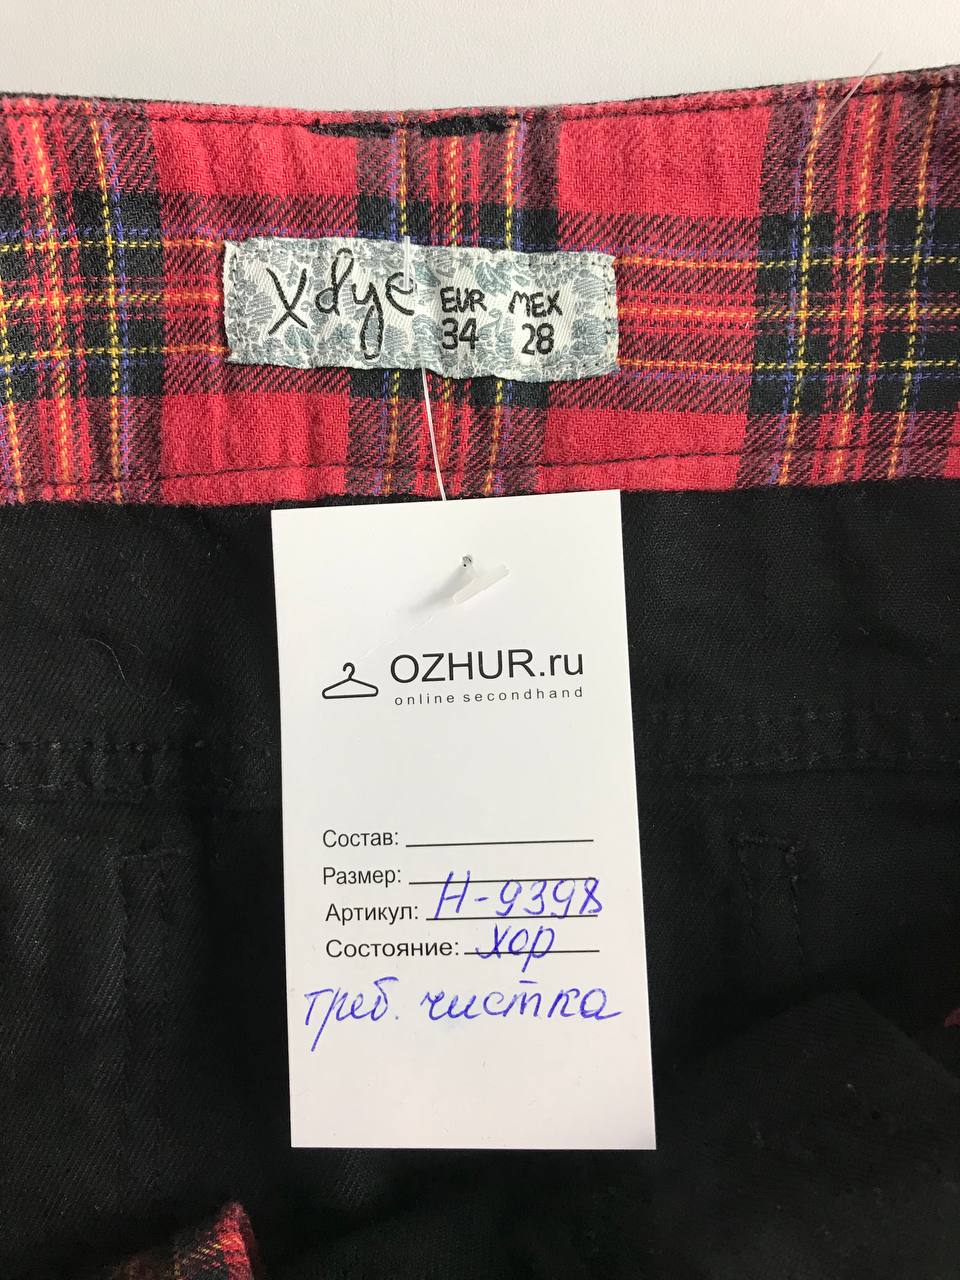 Xdye EUR MEX
34 28
OZHUR.ru
online secondhand
Состав:
Размер:
Артикул: Н-9398
Состояние: хор
треб. чистка